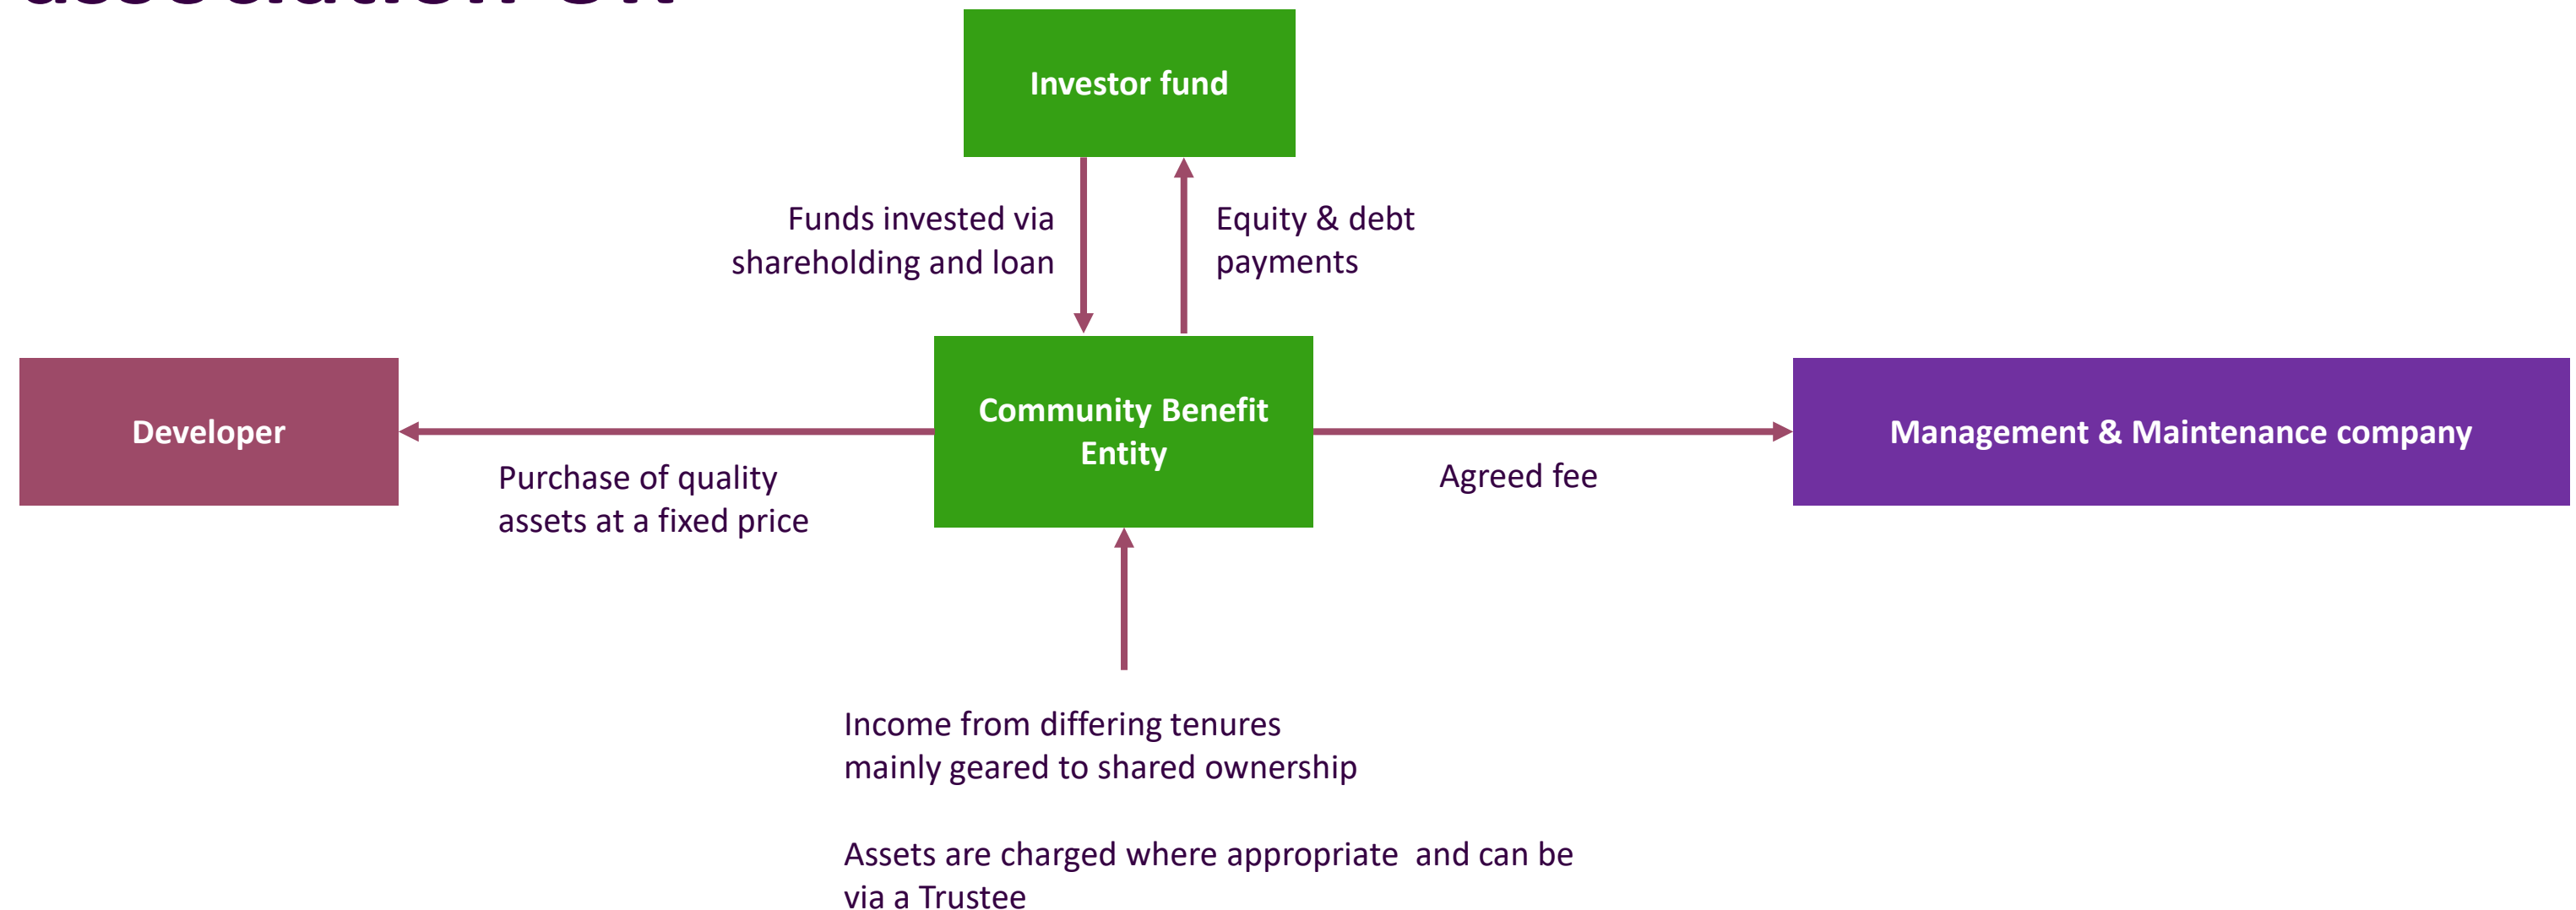 Investor fund
Funds invested via
shareholding and loan
Equity & debt
payments
Developer
Community Benefit
Entity
Management & Maintenance company
Purchase of quality
assets at a fixed price
Agreed fee
Income from differing tenures
mainly geared to shared ownership
Assets are charged where appropriate and can be
via a Trustee